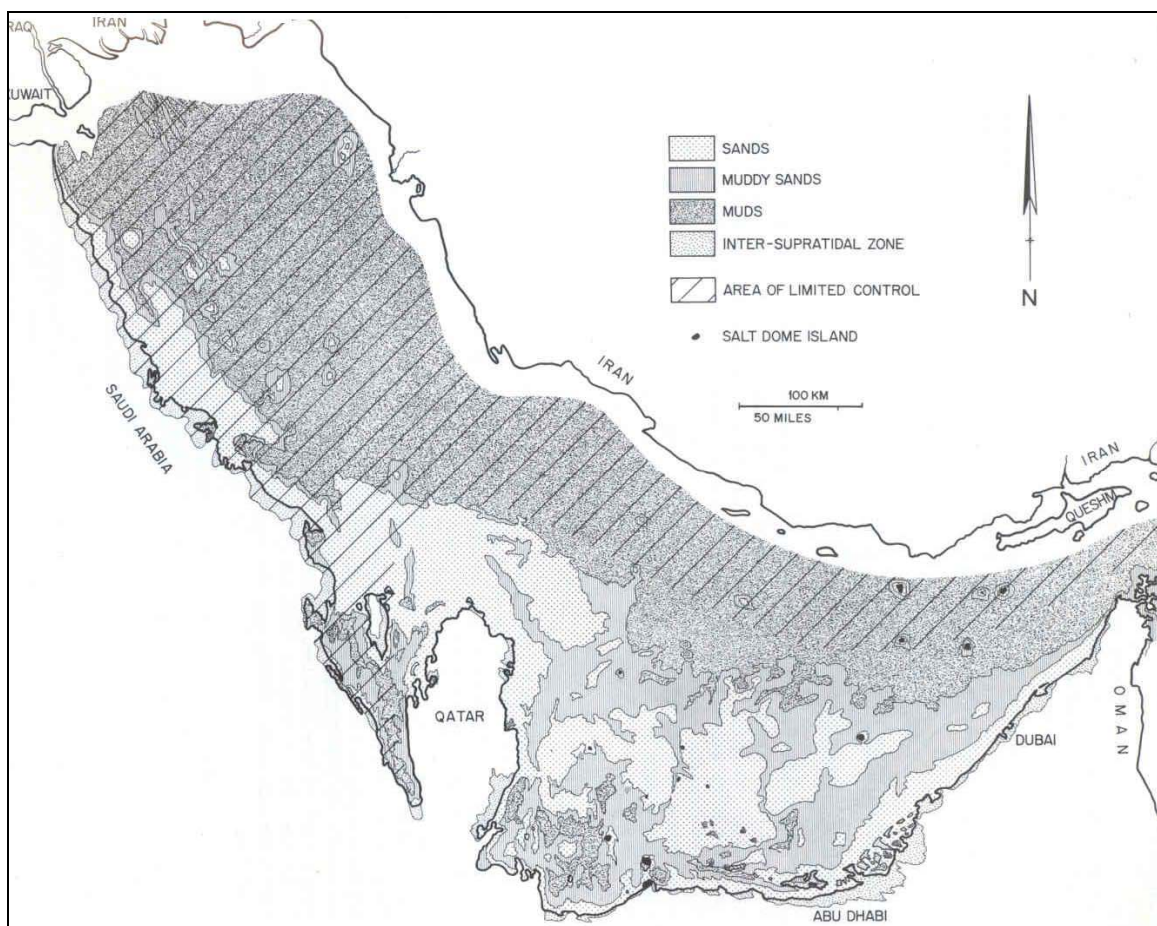 IRAN
KUWAIT
SANDS
MUDDY SANDS
MUDS
INTER-SUPRATIDAL ZONE
AREA OF LIMITED CONTROL
SALT DOME ISLAND
N
100 KM
50 MILES
IRAN
SAUDI ARABIA
IRAN
QUESHM
QATAR
OMAN
DUBAI
ABU DHABI